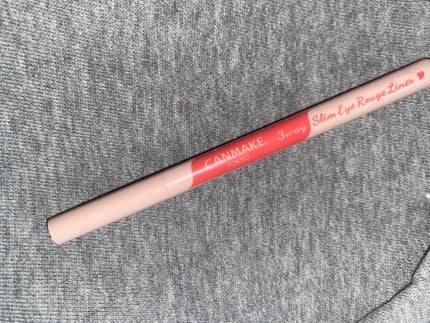 CANMAKE
TOKYO
3way
Slim Eye Rouge Liner